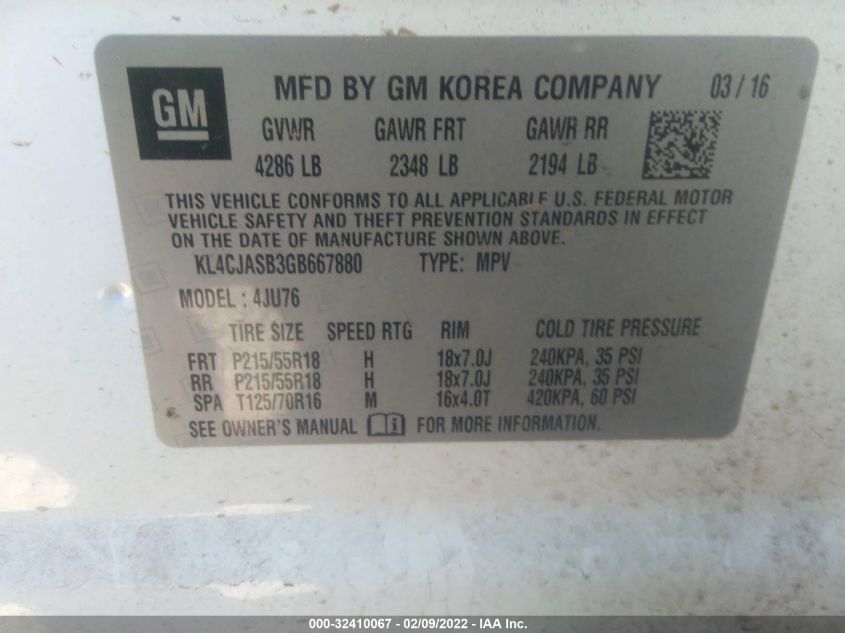 GM
MFD BY GM KOREA COMPANY 03/16
GVWR GAWR FRT GAWR RR
4286 LB 2348 LB 2194 LB
THIS VEHICLE CONFORMS TO ALL APPLICABLE U.S. FEDERAL MOTOR
VEHICLE SAFETY AND THEFT PREVENTION STANDARDS IN EFFECT
ON THE DATE OF MANUFACTURE SHOWN ABOVE.
KL4CJASB3GB667880 TYPE: MPV
MODEL : 4JU76
TIRE SIZE SPEED RTG RIM COLD TIRE PRESSURE
FRT P215/55R18 H 18x7.0J 240KPA, 35 PSI
RR P215/55R18 H 18x7.0J 240KPA, 35 PSI
SPA T125/70R16 M 16x4.0T 420KPA, 60 PSI
SEE OWNER'S MANUAL i FOR MORE INFORMATION.
000-32410067 - 02/09/2022 - IAA Inc.